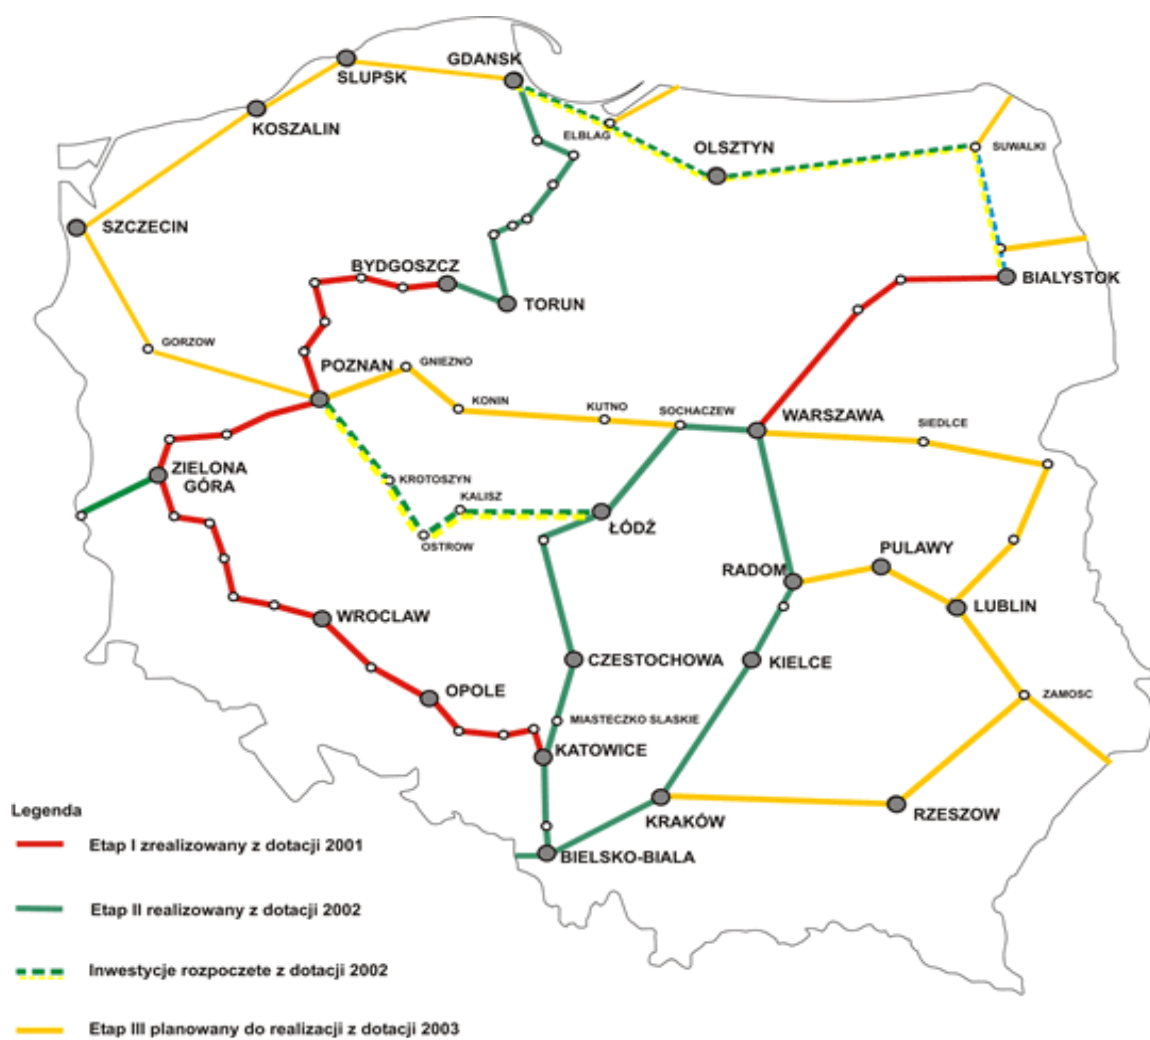 GDANSK
SLUPSK
KOSZALIN
ELBLAG
OLSZTYN
SUWALKI
SZCZECIN
BYDGOSZCZ
BIALYSTOK
TORUN
GORZOW
POZNAN
GNIEZNO
KONIN
KUTNO
SOCHACZEW
WARSZAWA
SIEDLCE
ZIELONA
GÓRA
KROTOSZYN
KALISZ
ŁÓDŹ
OSTROW
PULAWY
RADOM
LUBLIN
WROCLAW
CZESTOCHOWA
KIELCE
OPOLE
ZAMOSC
MIASTECZKO SLASKIE
KATOWICE
RZESZOW
KRAKÓW
BIELSKO-BIALA
Legenda
Etap I zrealizowany z dotacji 2001
Etap II realizowany z dotacji 2002
Inwestycje rozpoczete z dotacji 2002
Etap III planowany do realizacji z dotacji 2003